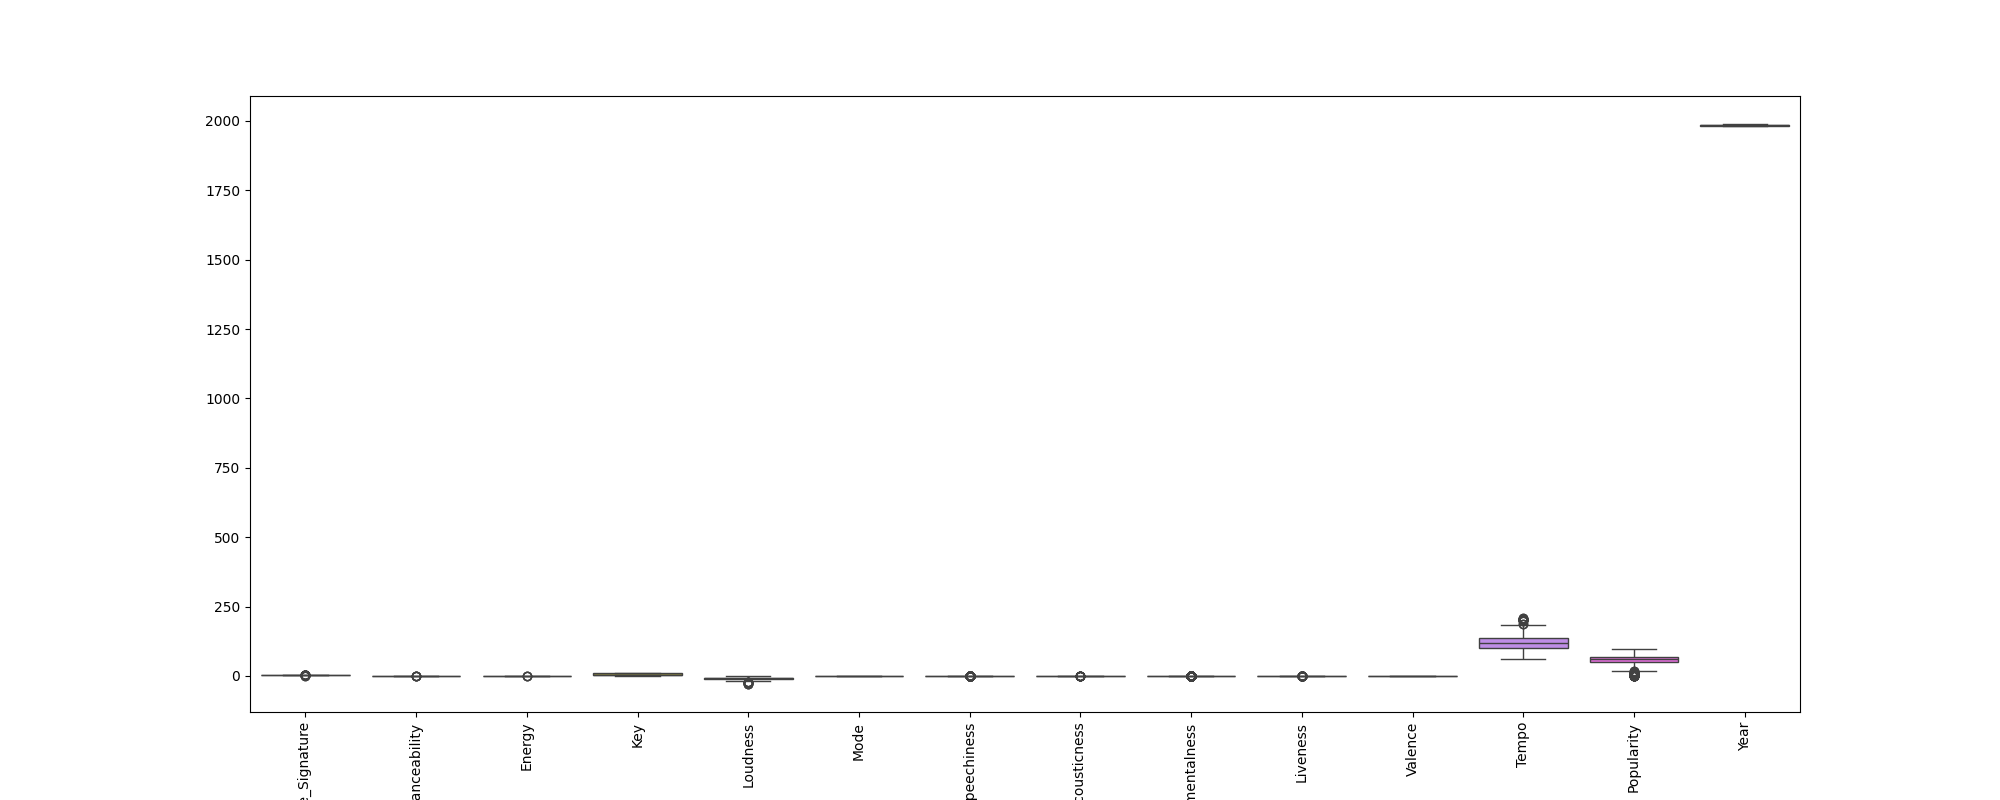 2000
1750
1500
1250
1000
750
500
250
0
e_Signature
anceability
Energy
Key
Loudness
Mode
peechiness
cousticness
mentalness
Liveness
Valence
Tempo
Popularity
Year